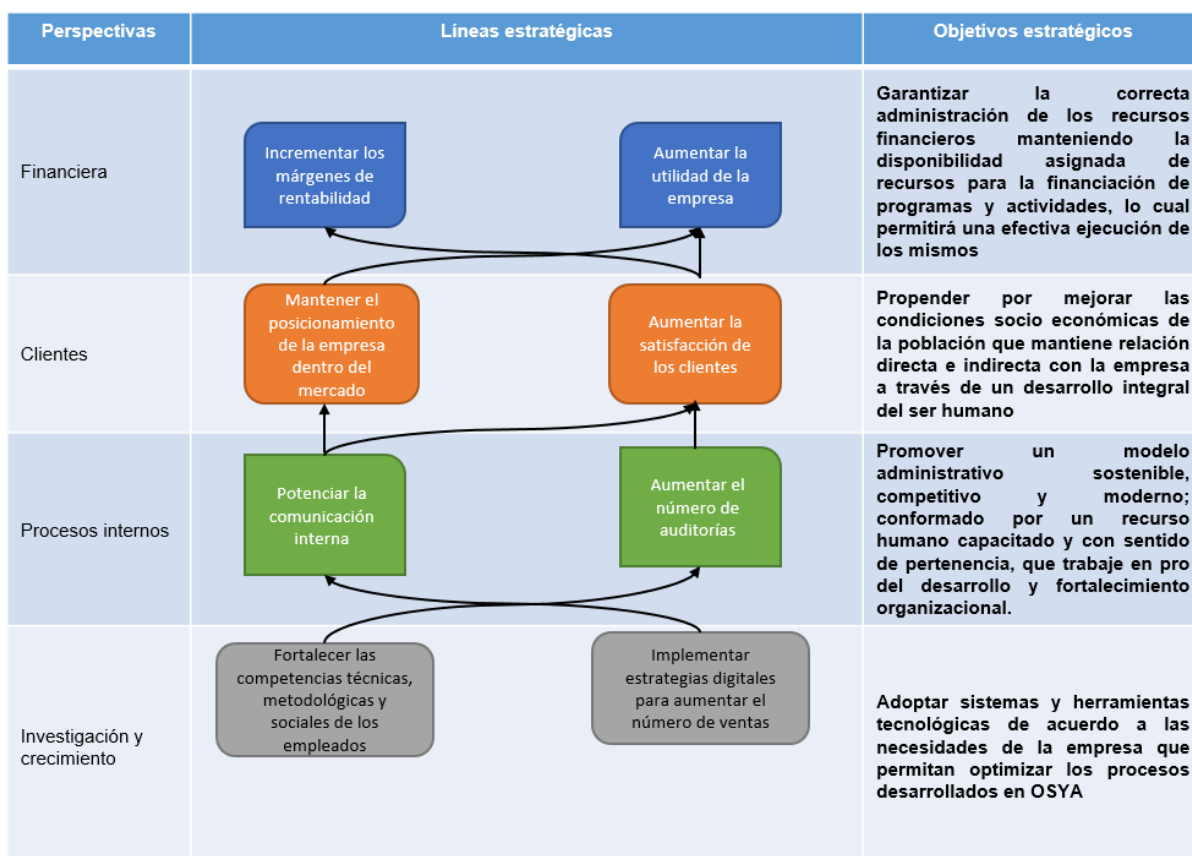 Perspectivas
Líneas estratégicas
Objetivos estratégicos
Financiera
Incrementar los
márgenes de
rentabilidad
Aumentar la
utilidad de la
empresa
Garantizar la correcta
administración de los recursos
financieros manteniendo la
disponibilidad asignada de
recursos para la financiación de
programas y actividades, lo cual
permitirá una efectiva ejecución de
los mismos
Clientes
Mantener el
posicionamiento
de la empresa
dentro del
mercado
Aumentar la
satisfacción de
los clientes
Propender por mejorar las
condiciones socio económicas de
la población que mantiene relación
directa e indirecta con la empresa
a través de un desarrollo integral
del ser humano
Procesos internos
Potenciar la
comunicación
interna
Aumentar el
número de
auditorías
Promover un modelo
administrativo sostenible,
competitivo y moderno;
conformado por un recurso
humano capacitado y con sentido
de pertenencia, que trabaje en pro
del desarrollo y fortalecimiento
organizacional.
Investigación y
crecimiento
Fortalecer las
competencias técnicas,
metodológicas y
sociales de los
empleados
Implementar
estrategias digitales
para aumentar el
número de ventas
Adoptar sistemas y herramientas
tecnológicas de acuerdo a las
necesidades de la empresa que
permitan optimizar los procesos
desarrollados en OSYA